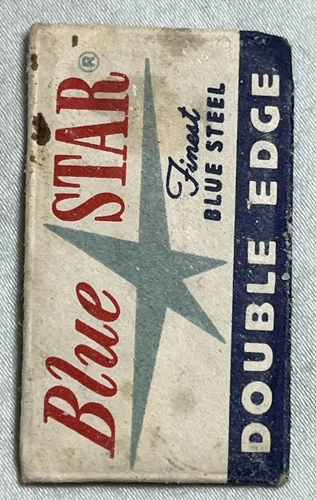 Blue STAR®
Finest
BLUE STEEL
DOUBLE EDGE